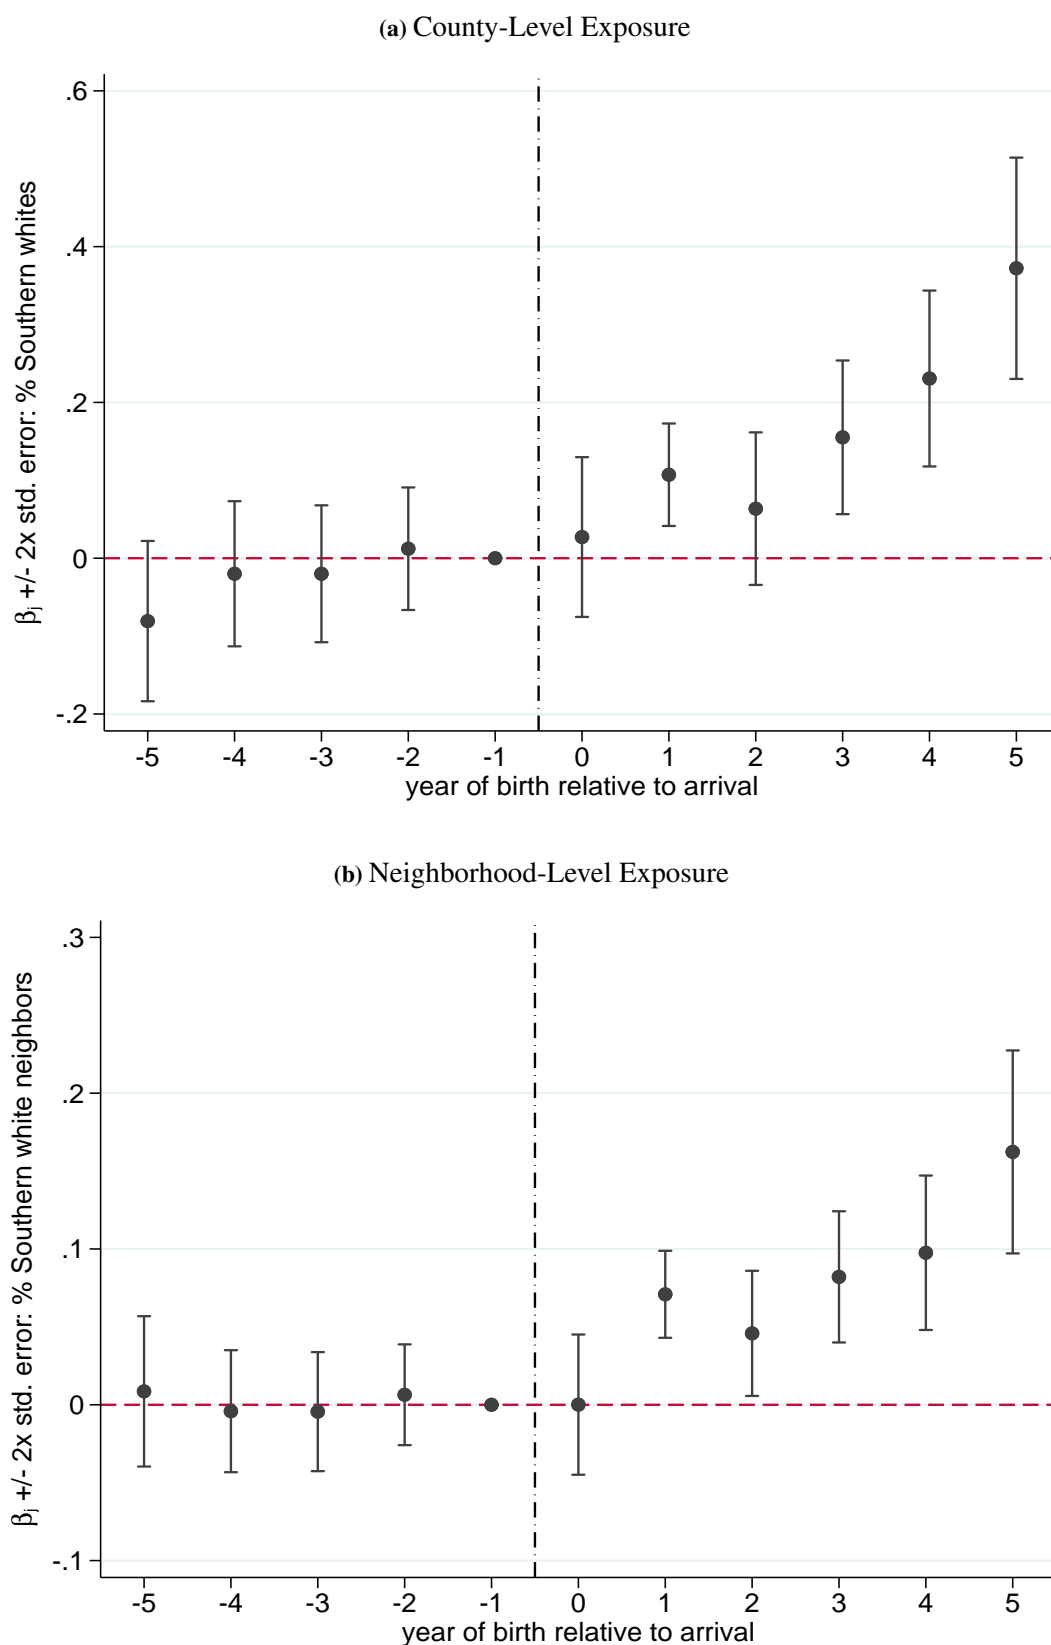 (a) County-Level Exposure
β_j +/- 2x std. error: % Southern whites
.6
.4
.2
0
-.2
-5 -4 -3 -2 -1 0 1 2 3 4 5
year of birth relative to arrival
(b) Neighborhood-Level Exposure
β_j +/- 2x std. error: % Southern white neighbors
.3
.2
.1
0
-.1
-5 -4 -3 -2 -1 0 1 2 3 4 5
year of birth relative to arrival